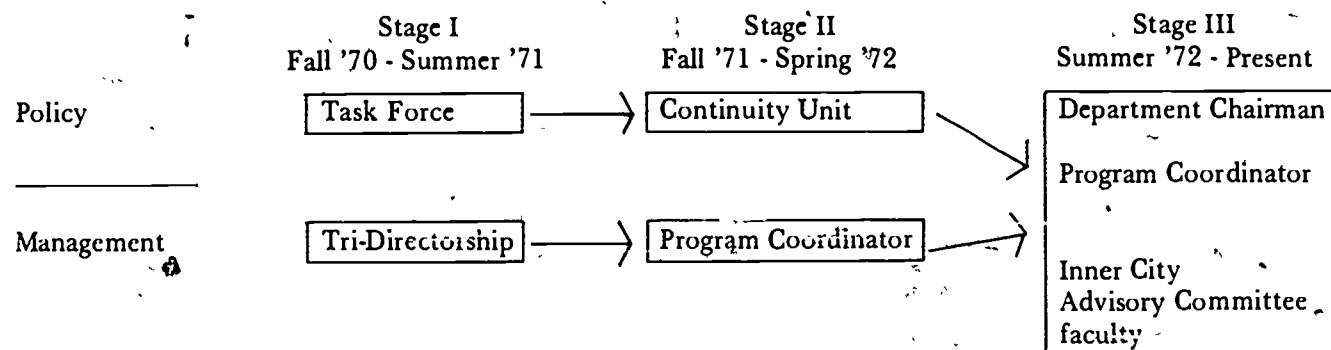 Stage I
Fall '70 - Summer '71
Stage II
Fall '71 - Spring '72
Stage III
Summer '72 - Present
Policy
Task Force
Continuity Unit
Department Chairman
Program Coordinator
Management
Tri-Directorship
Program Coordinator
Inner City
Advisory Committee
faculty